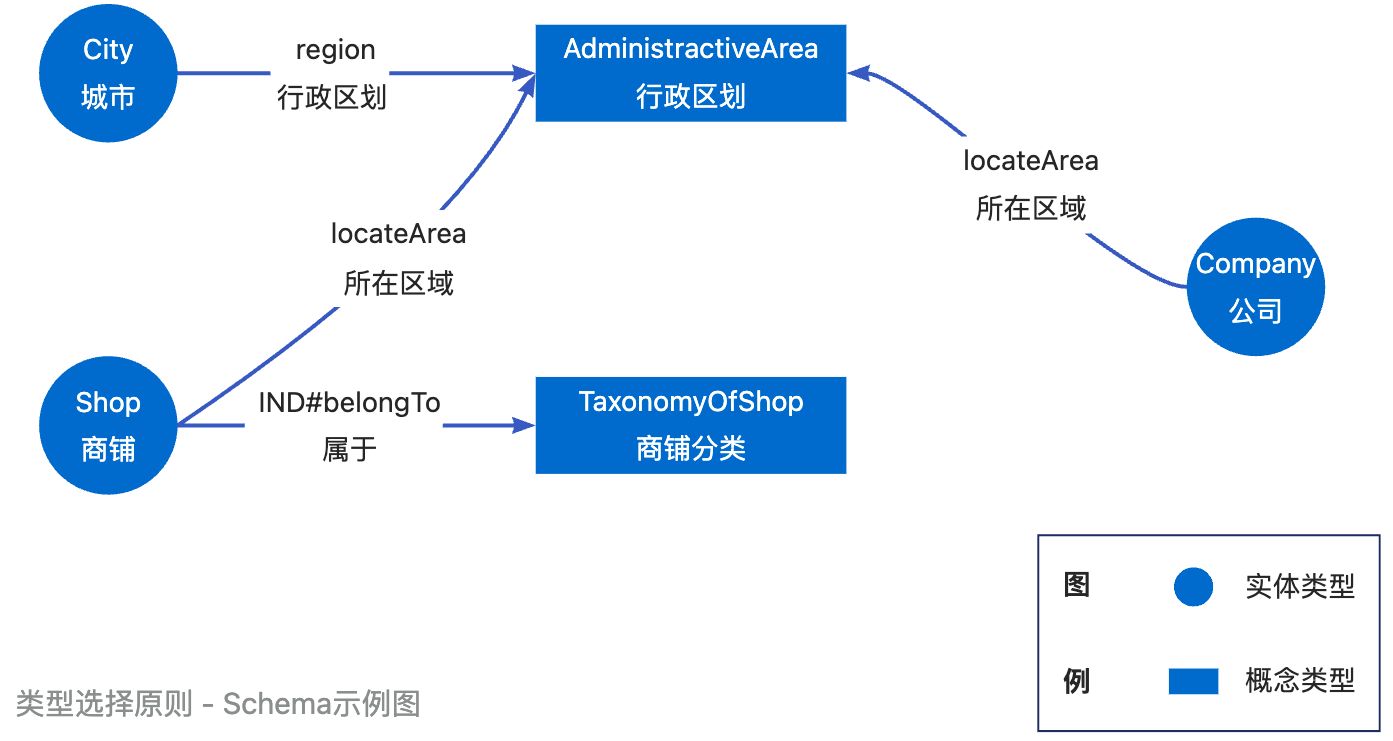 City
城市
region
行政区划
AdministractiveArea
行政区划
locateArea
所在区域
locateArea
所在区域
Company
公司
Shop
商铺
IND#belongTo
属于
TaxonomyOfShop
商铺分类
图
实体类型
例
概念类型
类型选择原则 - Schema示例图